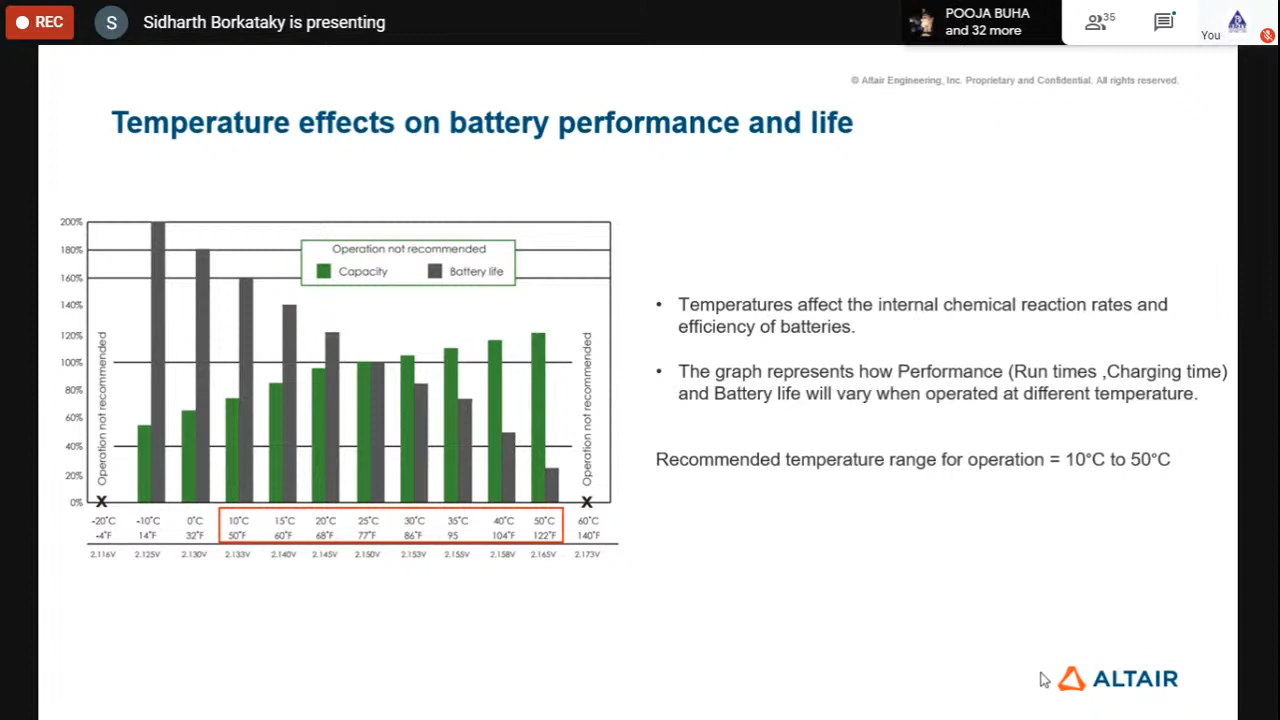 REC
S
Sidharth Borkataky is presenting
POOJA BUHA
and 32 more
35
You
© Altair Engineering, Inc. Proprietary and Confidential. All rights reserved.
Temperature effects on battery performance and life
200%
180%
160%
140%
120%
100%
80%
60%
40%
20%
0%
Operation not recommended
Capacity
Battery life
Operation not recommended
Operation not recommended
X
X
-20°C -10°C 0°C 10°C 15°C 20°C 25°C 30°C 35°C 40°C 50°C 60°C
-4°F 14°F 32°F 50°F 60°F 68°F 77°F 86°F 95 104°F 122°F 140°F
2.116V 2.125V 2.130V 2.133V 2.140V 2.145V 2.150V 2.153V 2.155V 2.158V 2.165V 2.173V
• Temperatures affect the internal chemical reaction rates and
efficiency of batteries.
• The graph represents how Performance (Run times ,Charging time)
and Battery life will vary when operated at different temperature.
Recommended temperature range for operation = 10°C to 50°C
ALTAIR